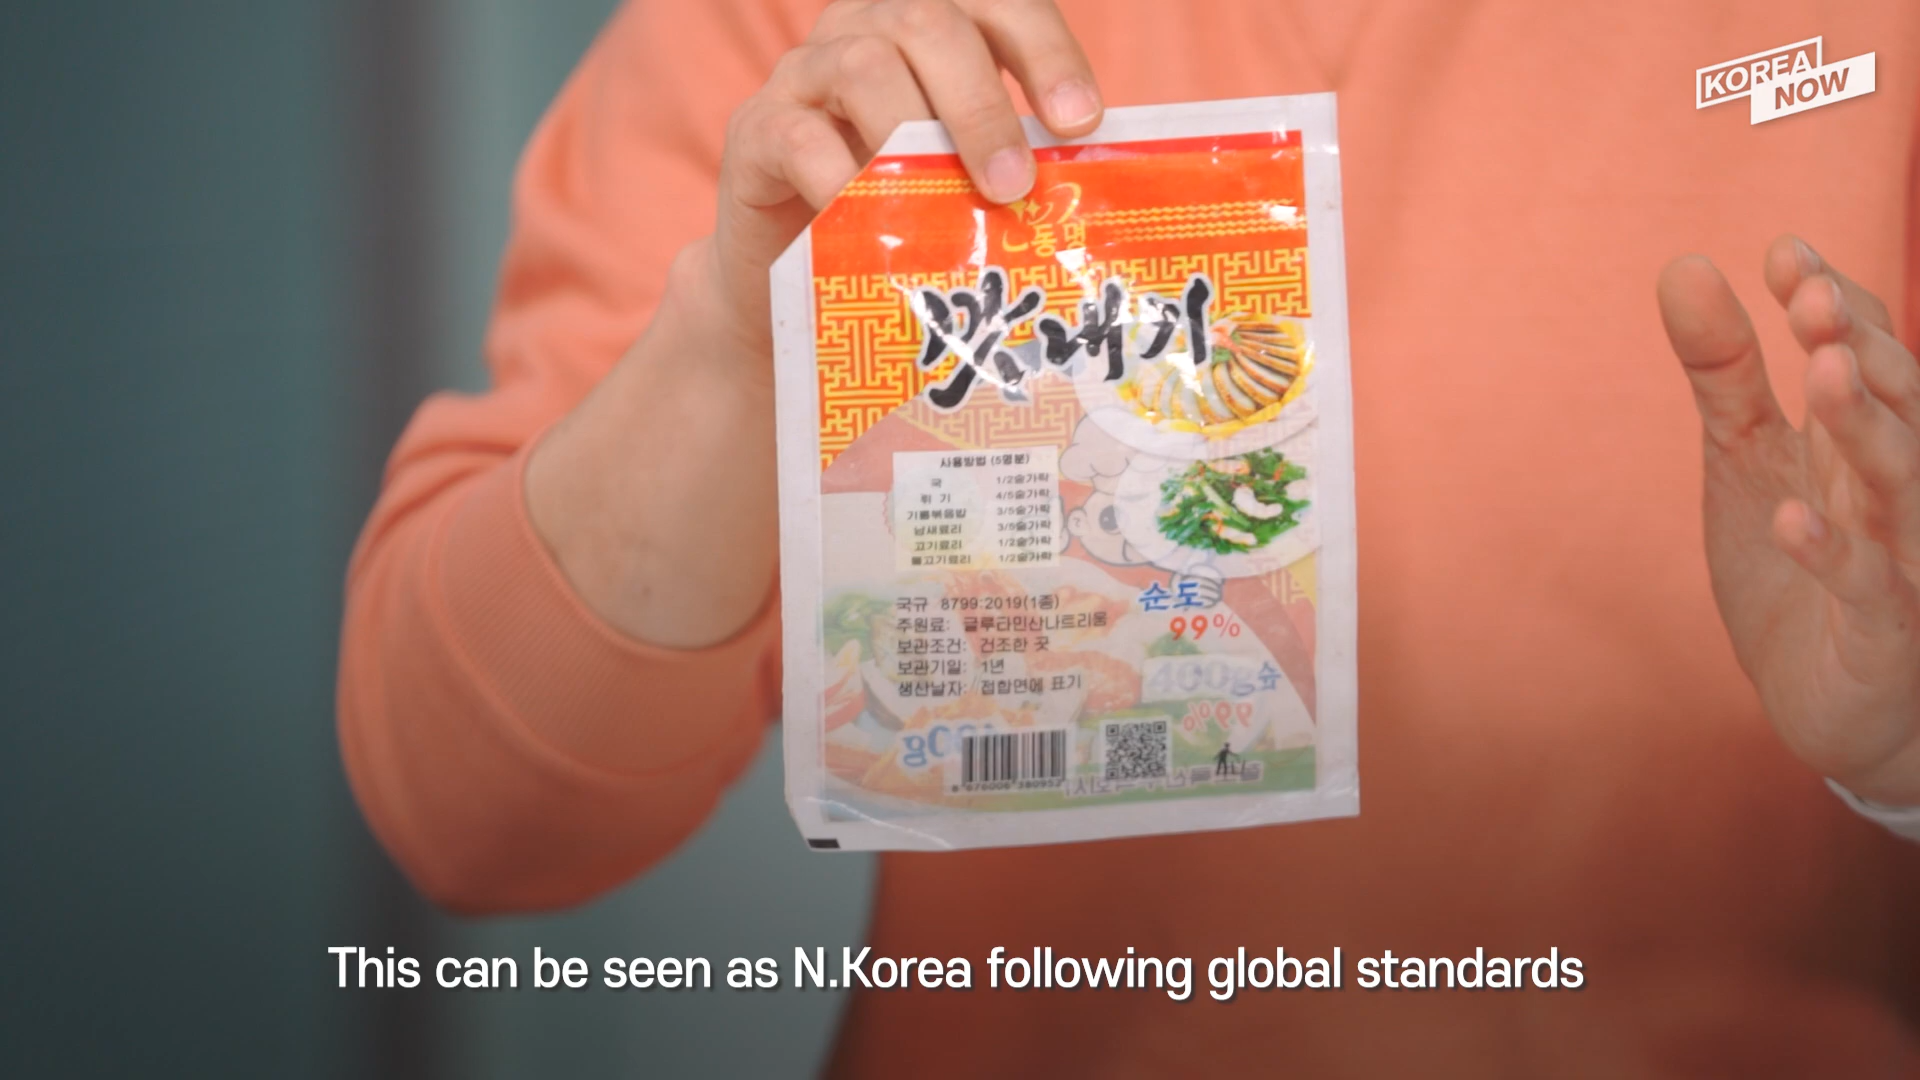 KOREA
NOW
동명
맛내기
사용방법 (5명분)
국 1/2숟가락
튀기 4/5숟가락
기름볶음밥 3/5숟가락
남새료리 3/5숟가락
고기료리 1/2숟가락
물고기료리 1/2숟가락
순도
99%
국규 8799:2019(1종)
주원료: 글루타민산나트리움
보관조건: 건조한 곳
보관기일: 1년
생산날자: 접합면에 표기
400g
99%
This can be seen as N.Korea following global standards